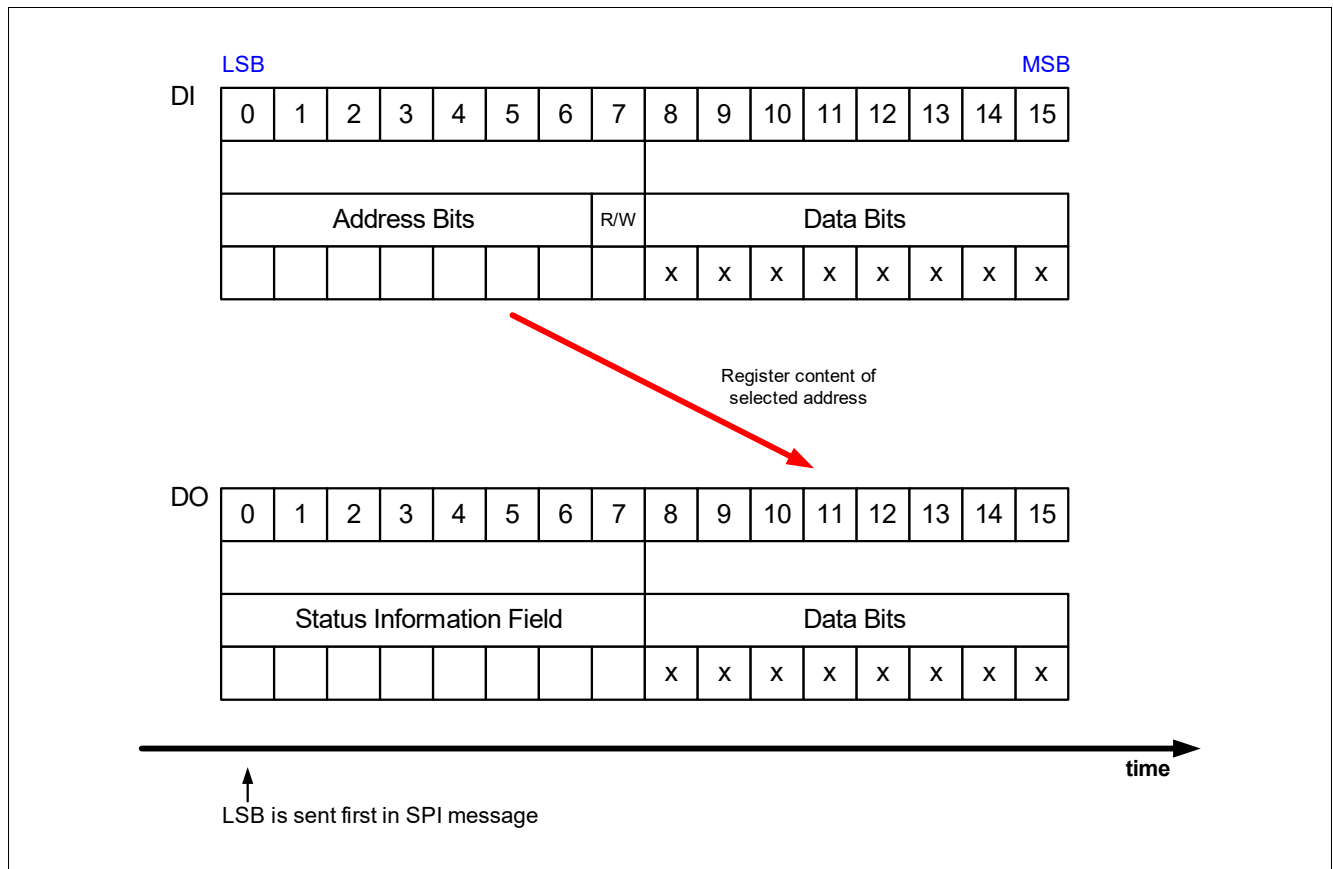 LSB MSB
DI
0 1 2 3 4 5 6 7 8 9 10 11 12 13 14 15
Address Bits R/W Data Bits
x x x x x x x x
Register content of
selected address
DO
0 1 2 3 4 5 6 7 8 9 10 11 12 13 14 15
Status Information Field Data Bits
x x x x x x x x
time
LSB is sent first in SPI message